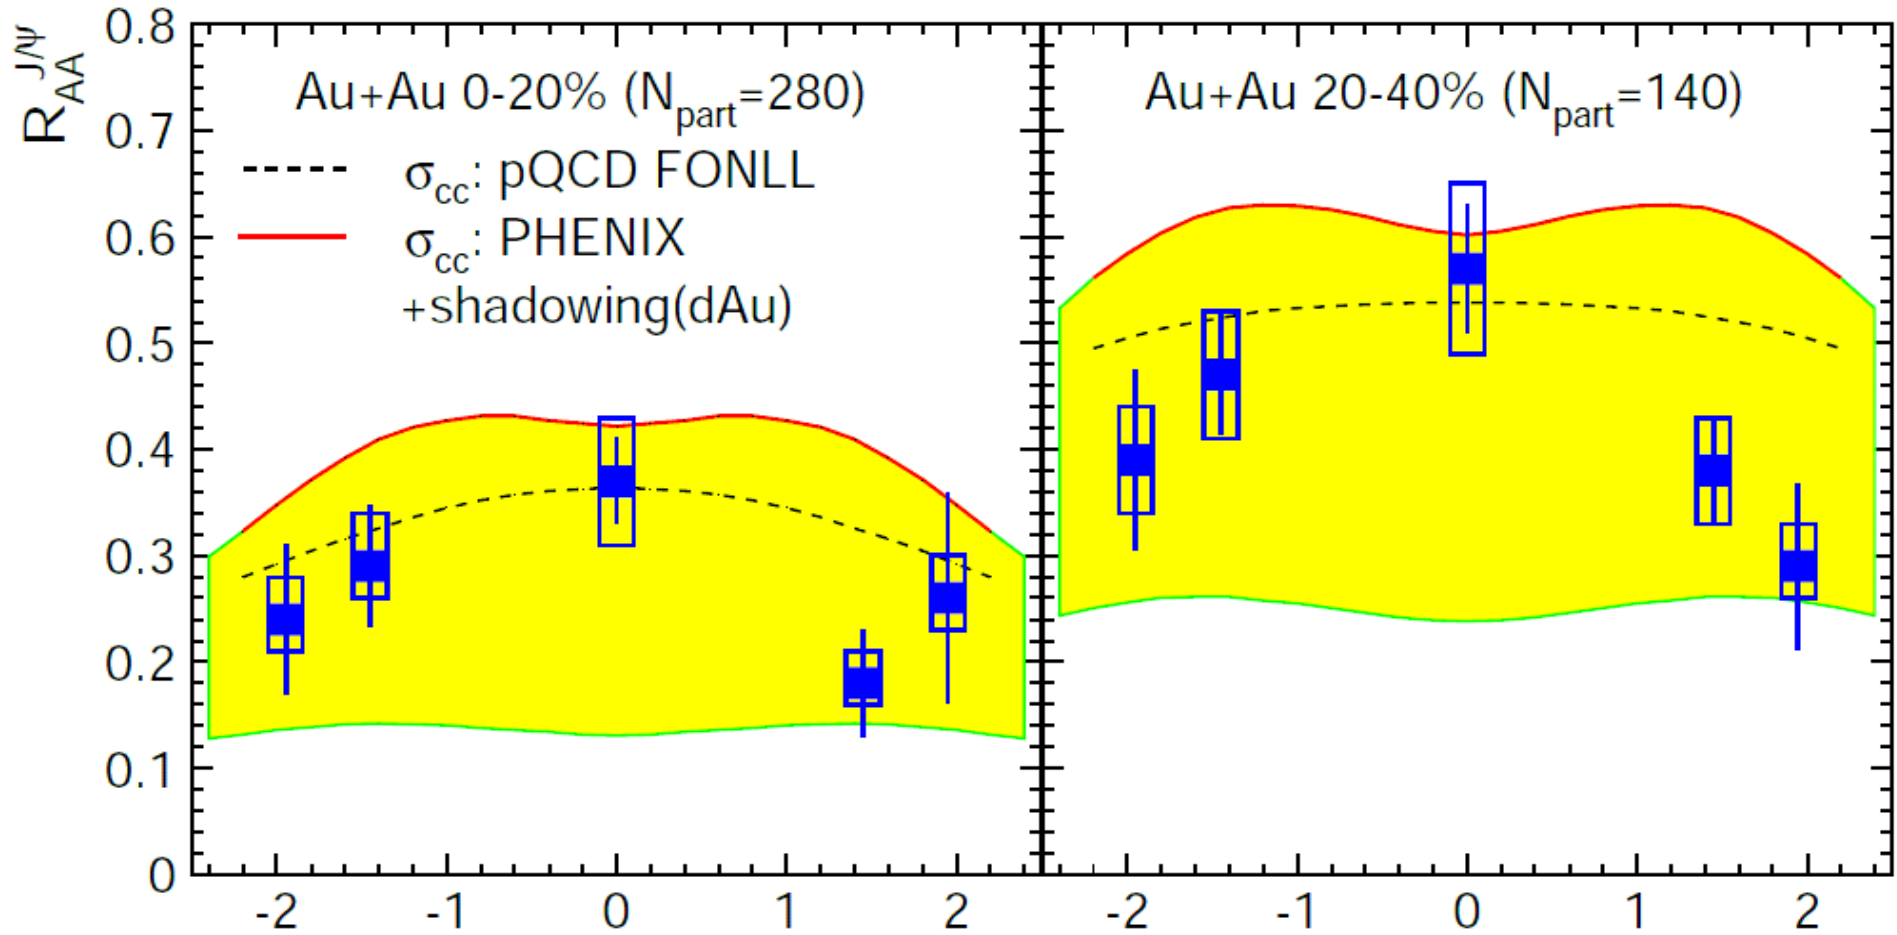 R_AA^J/ψ
0.8
0.7
0.6
0.5
0.4
0.3
0.2
0.1
0
Au+Au 0-20% (N_part=280)
σ_cc: pQCD FONLL
σ_cc: PHENIX
+shadowing(dAu)
Au+Au 20-40% (N_part=140)
-2 -1 0 1 2
-2 -1 0 1 2